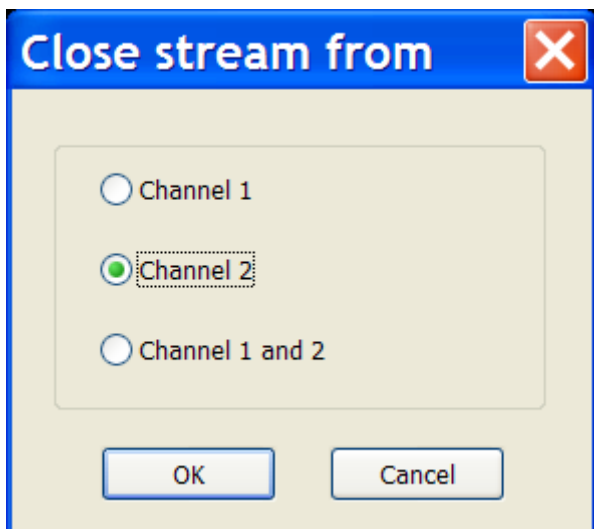 Close stream from
Channel 1
Channel 2
Channel 1 and 2
OK
Cancel